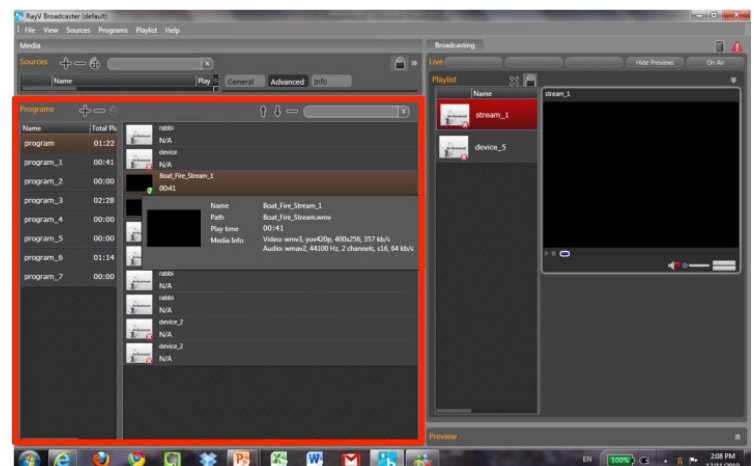 RayV Broadcaster (default)
File View Sources Programs Playlist Help
Media
Sources
Name Play
General Advanced Info
Programs
Name Total Pla
program 01:22
program_1 00:41
program_2 00:00
program_3 02:28
program_4 00:00
program_5 00:00
program_6 01:14
program_7 00:00
rabbi
N/A
device
N/A
Boat_Fire_Stream_1
00:41
Name Boat_Fire_Stream_1
Path Boat_Fire_Stream.wmv
Play time 00:41
Media Info Video: wmv3, yuv420p, 400x256, 357 kb/s
Audio: wmav2, 44100 Hz, 2 channels, s16, 64 kb/s
rabbi
N/A
rabbi
N/A
device_2
N/A
device_2
N/A
Broadcasting
Live Hide Previews On Air
Playlist
Name
stream_1
device_5
stream_1
Preview
EN 100% 2:08 PM